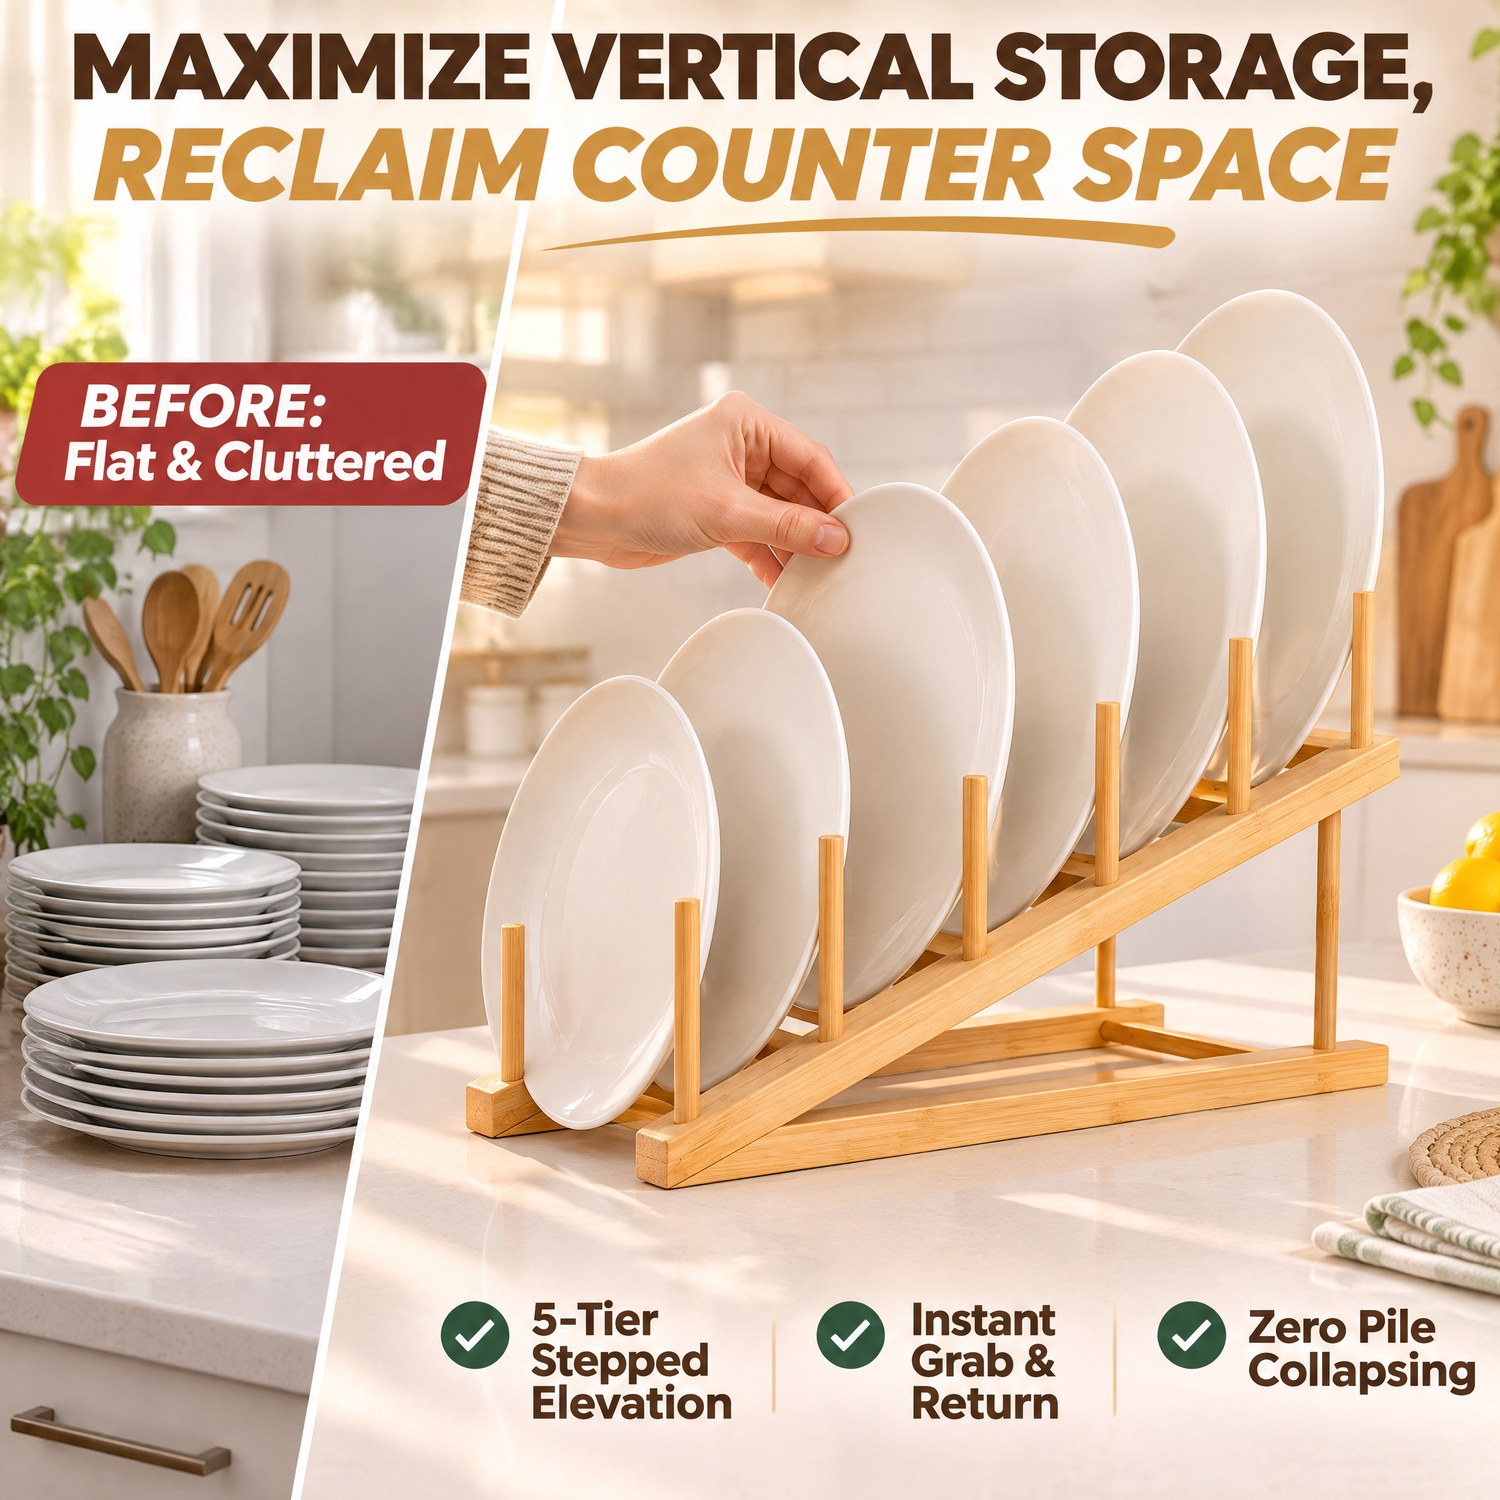 MAXIMIZE VERTICAL STORAGE,
RECLAIM COUNTER SPACE
BEFORE:
Flat & Cluttered
5-Tier
Stepped
Elevation
Instant
Grab &
Return
Zero Pile
Collapsing